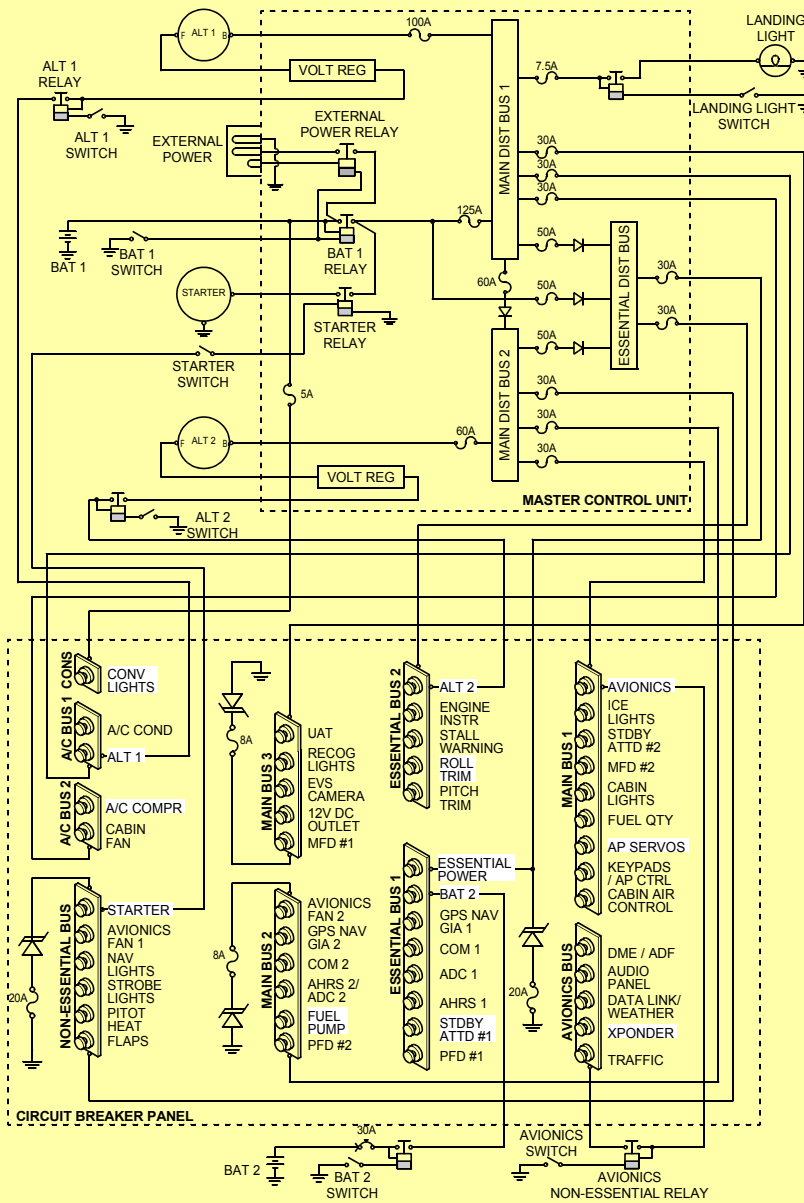 LANDING
LIGHT
100A
F ALT 1 B
VOLT REG
7.5A
ALT 1
RELAY
MAIN DIST BUS 1
LANDING LIGHT
SWITCH
ALT 1
SWITCH
EXTERNAL
POWER RELAY
EXTERNAL
POWER
30A
30A
30A
125A
BAT 1
BAT 1
SWITCH
BAT 1
RELAY
50A
ESSENTIAL DIST BUS
30A
60A
50A
STARTER
30A
STARTER
RELAY
50A
STARTER
SWITCH
MAIN DIST BUS 2
30A
5A
30A
F ALT 2 B
60A
30A
VOLT REG
MASTER CONTROL UNIT
ALT 2
SWITCH
CONS
CONV
LIGHTS
A/C BUS 1
A/C COND
ALT 1
A/C BUS 2
A/C COMPR
CABIN
FAN
NON-ESSENTIAL BUS
STARTER
AVIONICS
FAN 1
NAV
LIGHTS
STROBE
LIGHTS
PITOT
HEAT
FLAPS
20A
8A
MAIN BUS 3
UAT
RECOG
LIGHTS
EVS
CAMERA
12V DC
OUTLET
MFD #1
8A
MAIN BUS 2
AVIONICS
FAN 2
GPS NAV
GIA 2
COM 2
AHRS 2/
ADC 2
FUEL
PUMP
PFD #2
ESSENTIAL BUS 2
ALT 2
ENGINE
INSTR
STALL
WARNING
ROLL
TRIM
PITCH
TRIM
ESSENTIAL BUS 1
ESSENTIAL
POWER
BAT 2
GPS NAV
GIA 1
COM 1
ADC 1
AHRS 1
STDBY
ATTD #1
PFD #1
20A
MAIN BUS 1
AVIONICS
ICE
LIGHTS
STDBY
ATTD #2
MFD #2
CABIN
LIGHTS
FUEL QTY
AP SERVOS
KEYPADS
/ AP CTRL
CABIN AIR
CONTROL
AVIONICS BUS
DME / ADF
AUDIO
PANEL
DATA LINK/
WEATHER
XPONDER
TRAFFIC
CIRCUIT BREAKER PANEL
BAT 2
30A
BAT 2
SWITCH
AVIONICS
SWITCH
AVIONICS
NON-ESSENTIAL RELAY